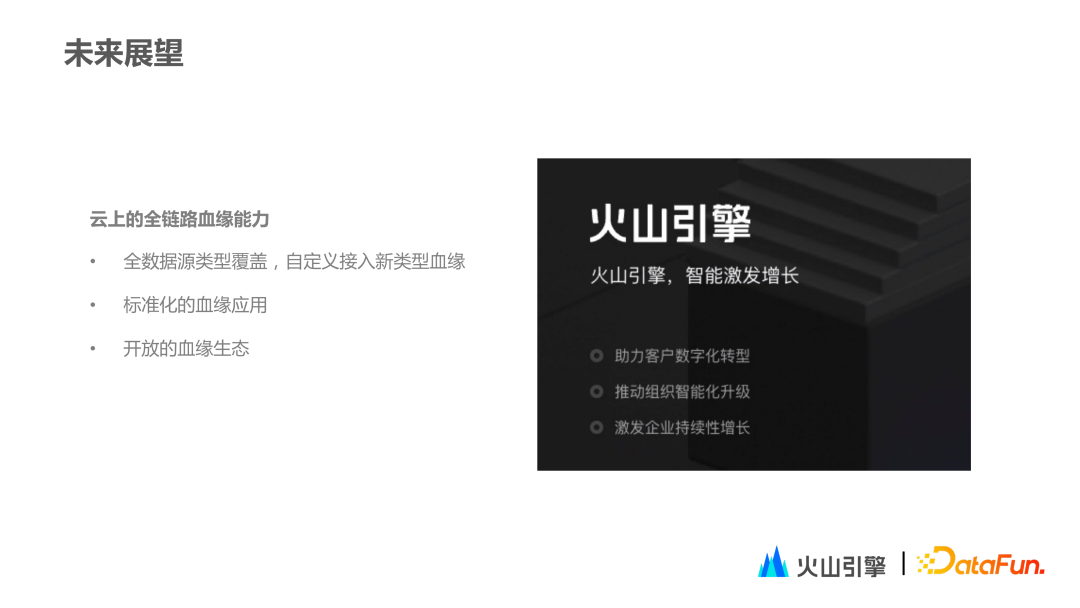 未来展望
云上的全链路血缘能力
• 全数据源类型覆盖，自定义接入新类型血缘
• 标准化的血缘应用
• 开放的血缘生态
火山引擎
火山引擎，智能激发增长
助力客户数字化转型
推动组织智能化升级
激发企业持续性增长
火山引擎 | DataFun.